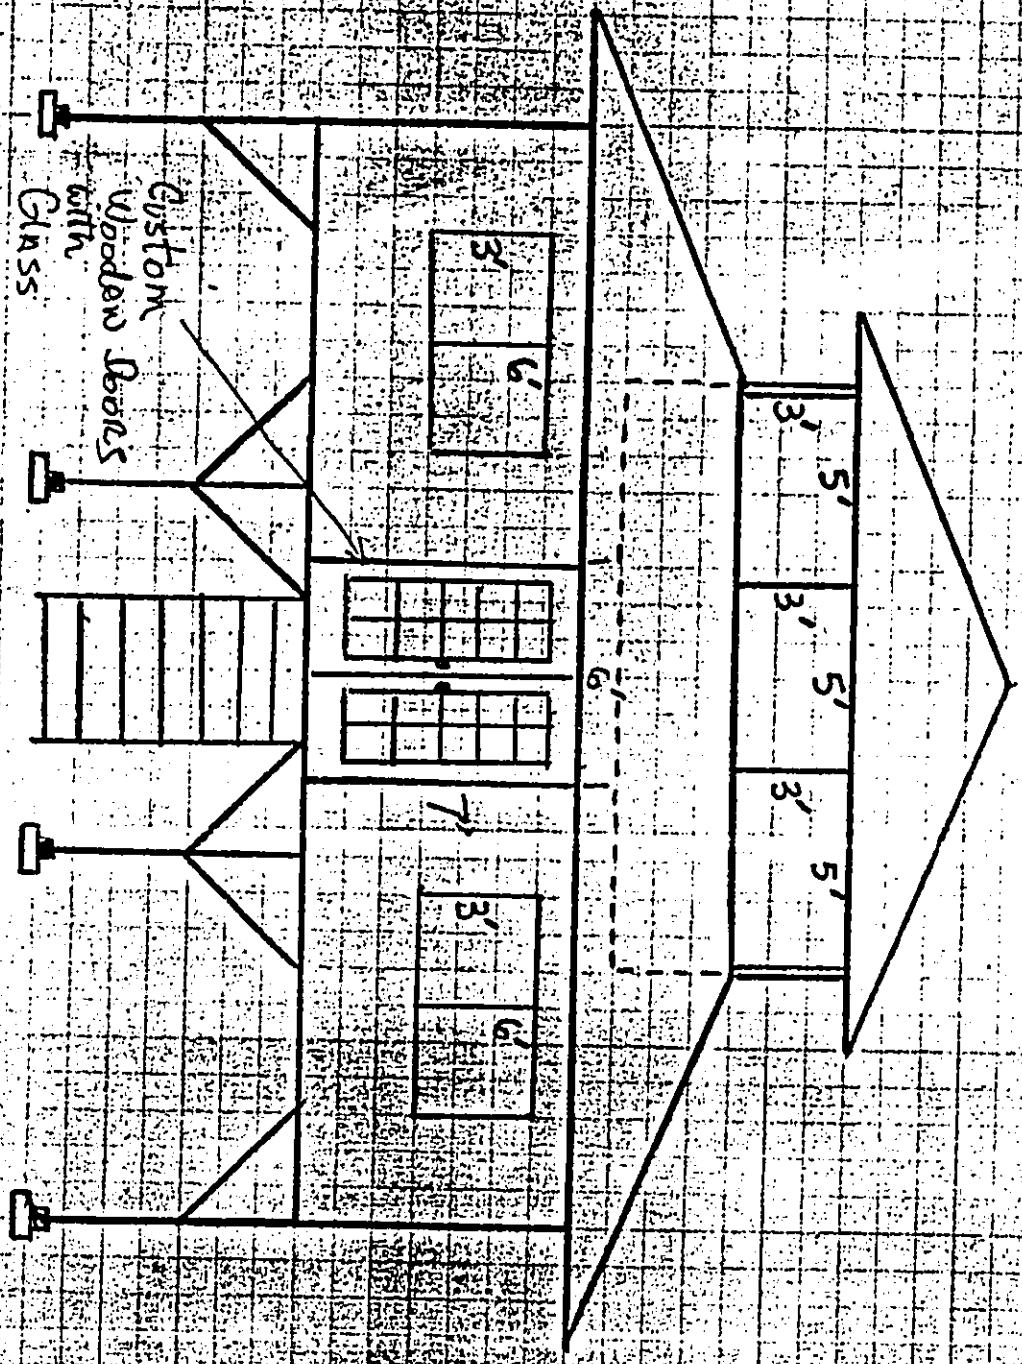 3' 5' 3' 5' 3' 5'
6'
3' 6' 7' 3' 6'
Custom
Wooden Doors
with
Glass